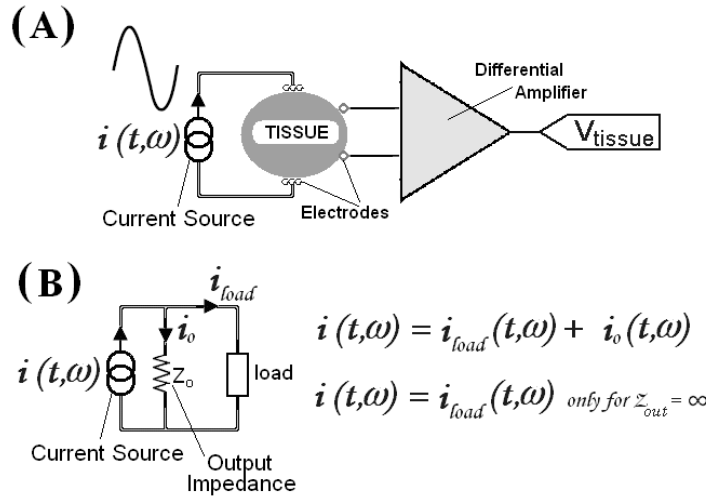 (A)
Differential
Amplifier
i (t,ω)
TISSUE
Vtissue
Electrodes
Current Source
(B)
iload
io
i (t,ω) = iload (t,ω) + io (t,ω)
i (t,ω)
Zo
load
i (t,ω) = iload (t,ω) only for Zout = ∞
Current Source
Output
Impedance